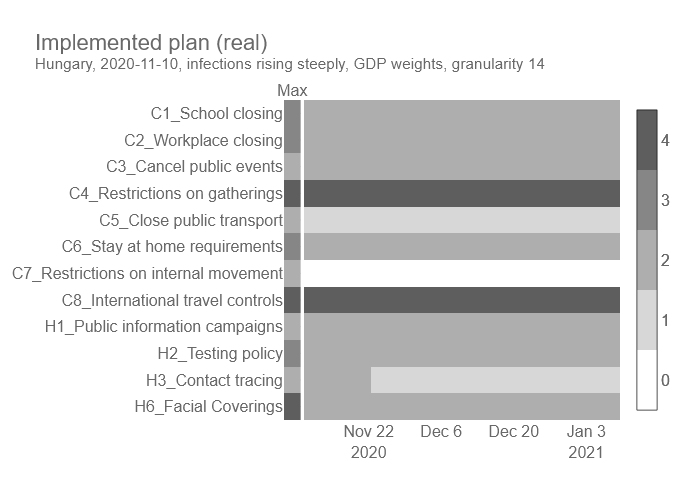 Implemented plan (real)
Hungary, 2020-11-10, infections rising steeply, GDP weights, granularity 14
Max
C1_School closing
C2_Workplace closing
C3_Cancel public events
C4_Restrictions on gatherings
C5_Close public transport
C6_Stay at home requirements
C7_Restrictions on internal movement
C8_International travel controls
H1_Public information campaigns
H2_Testing policy
H3_Contact tracing
H6_Facial Coverings
Nov 22 Dec 6 Dec 20 Jan 3
2020 2021
4
3
2
1
0